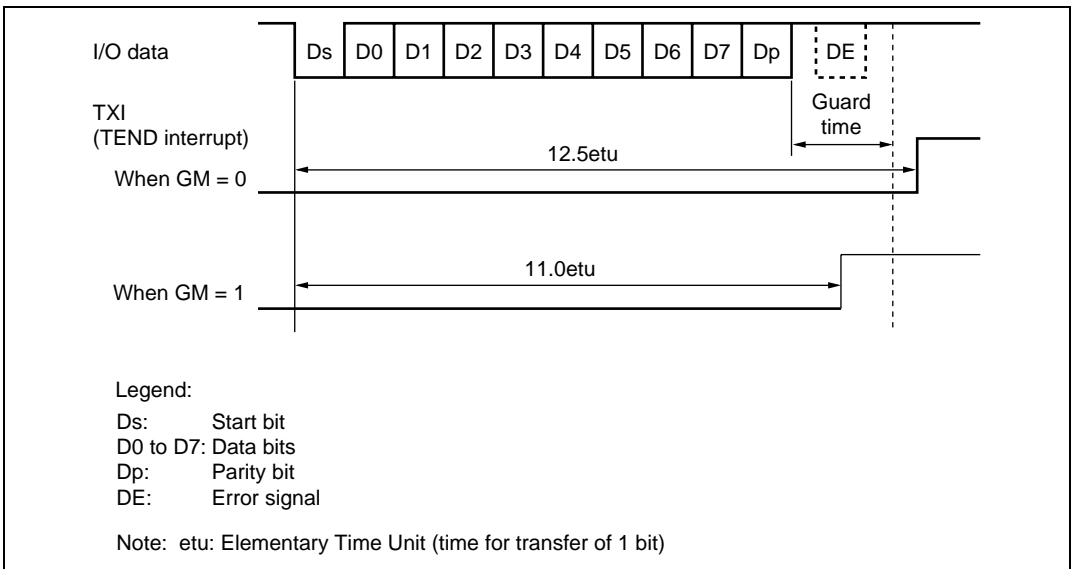 I/O data
Ds D0 D1 D2 D3 D4 D5 D6 D7 Dp DE
Guard
time
TXI
(TEND interrupt)
12.5etu
When GM = 0
11.0etu
When GM = 1
Legend:
Ds: Start bit
D0 to D7: Data bits
Dp: Parity bit
DE: Error signal
Note: etu: Elementary Time Unit (time for transfer of 1 bit)